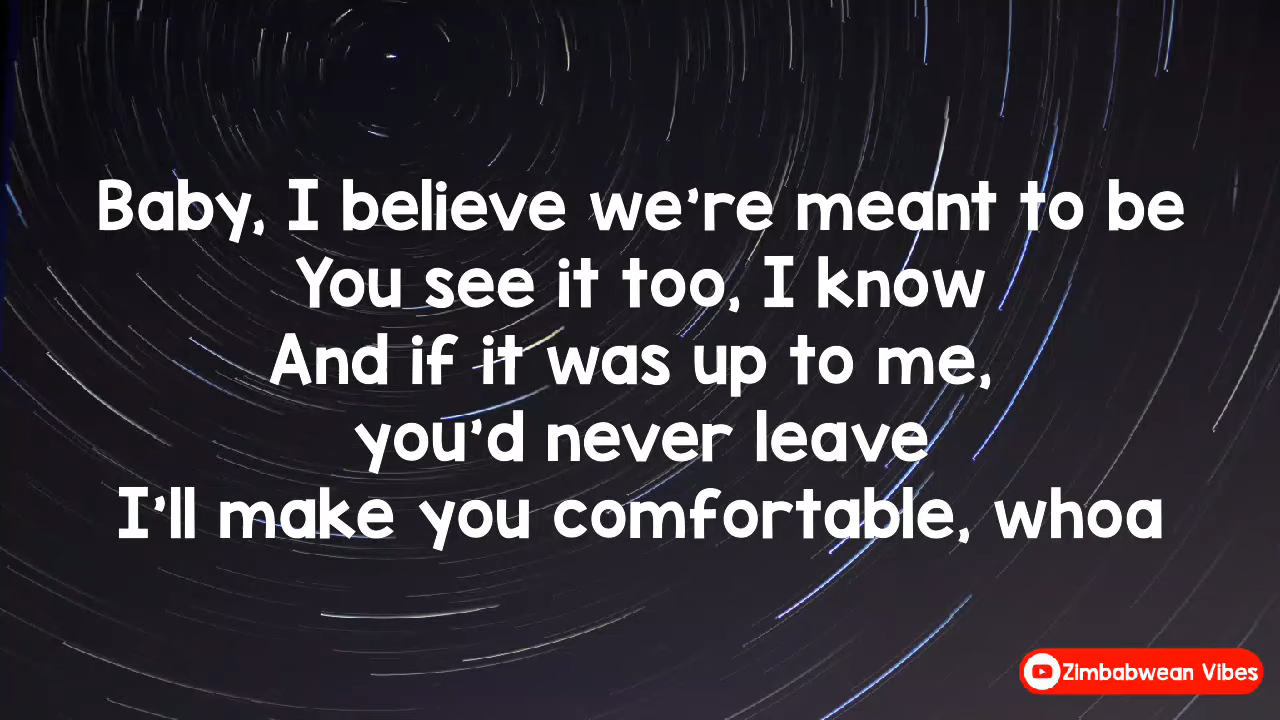 Baby, I believe we're meant to be
You see it too, I know
And if it was up to me,
you'd never leave
I'll make you comfortable, whoa
Zimbabwean Vibes